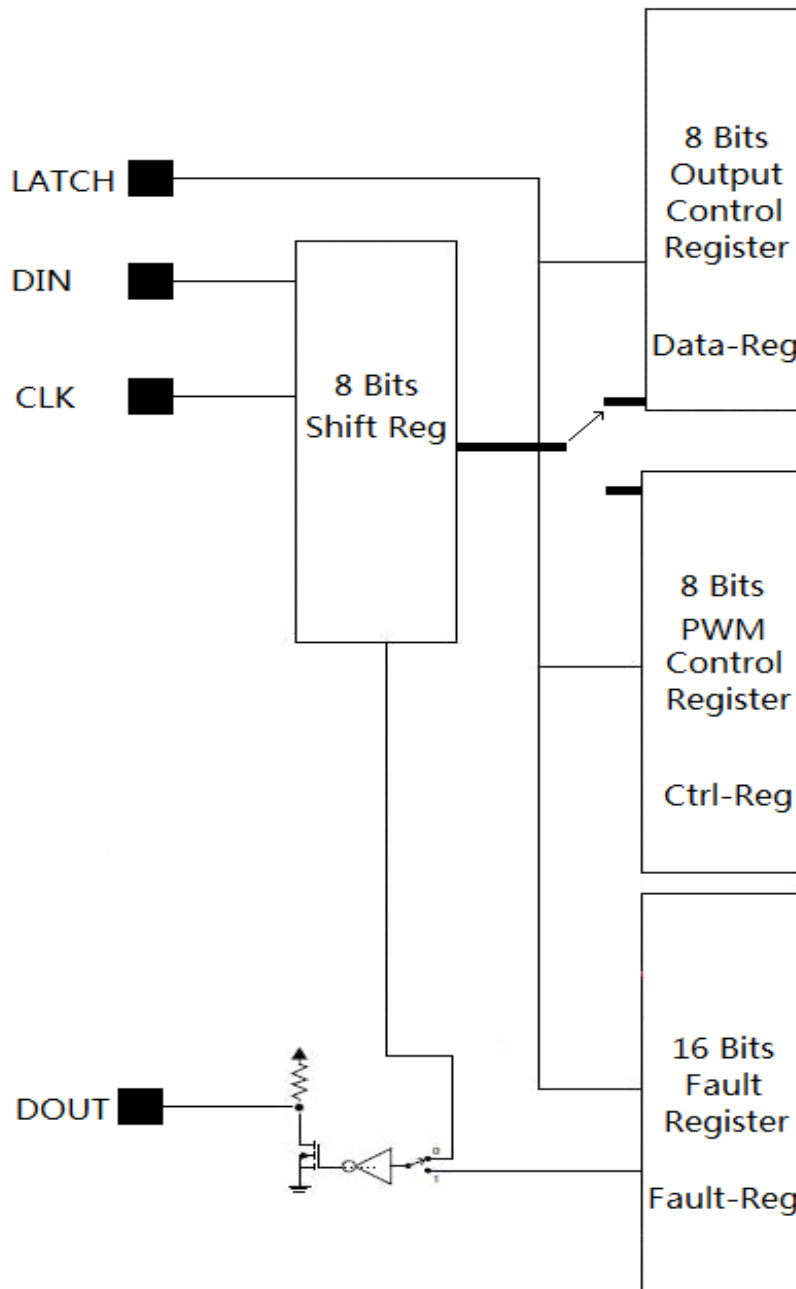 8 Bits
Output
Control
Register
Data-Reg
LATCH
DIN
CLK
8 Bits
Shift Reg
8 Bits
PWM
Control
Register
Ctrl-Reg
16 Bits
Fault
Register
Fault-Reg
DOUT
0
1